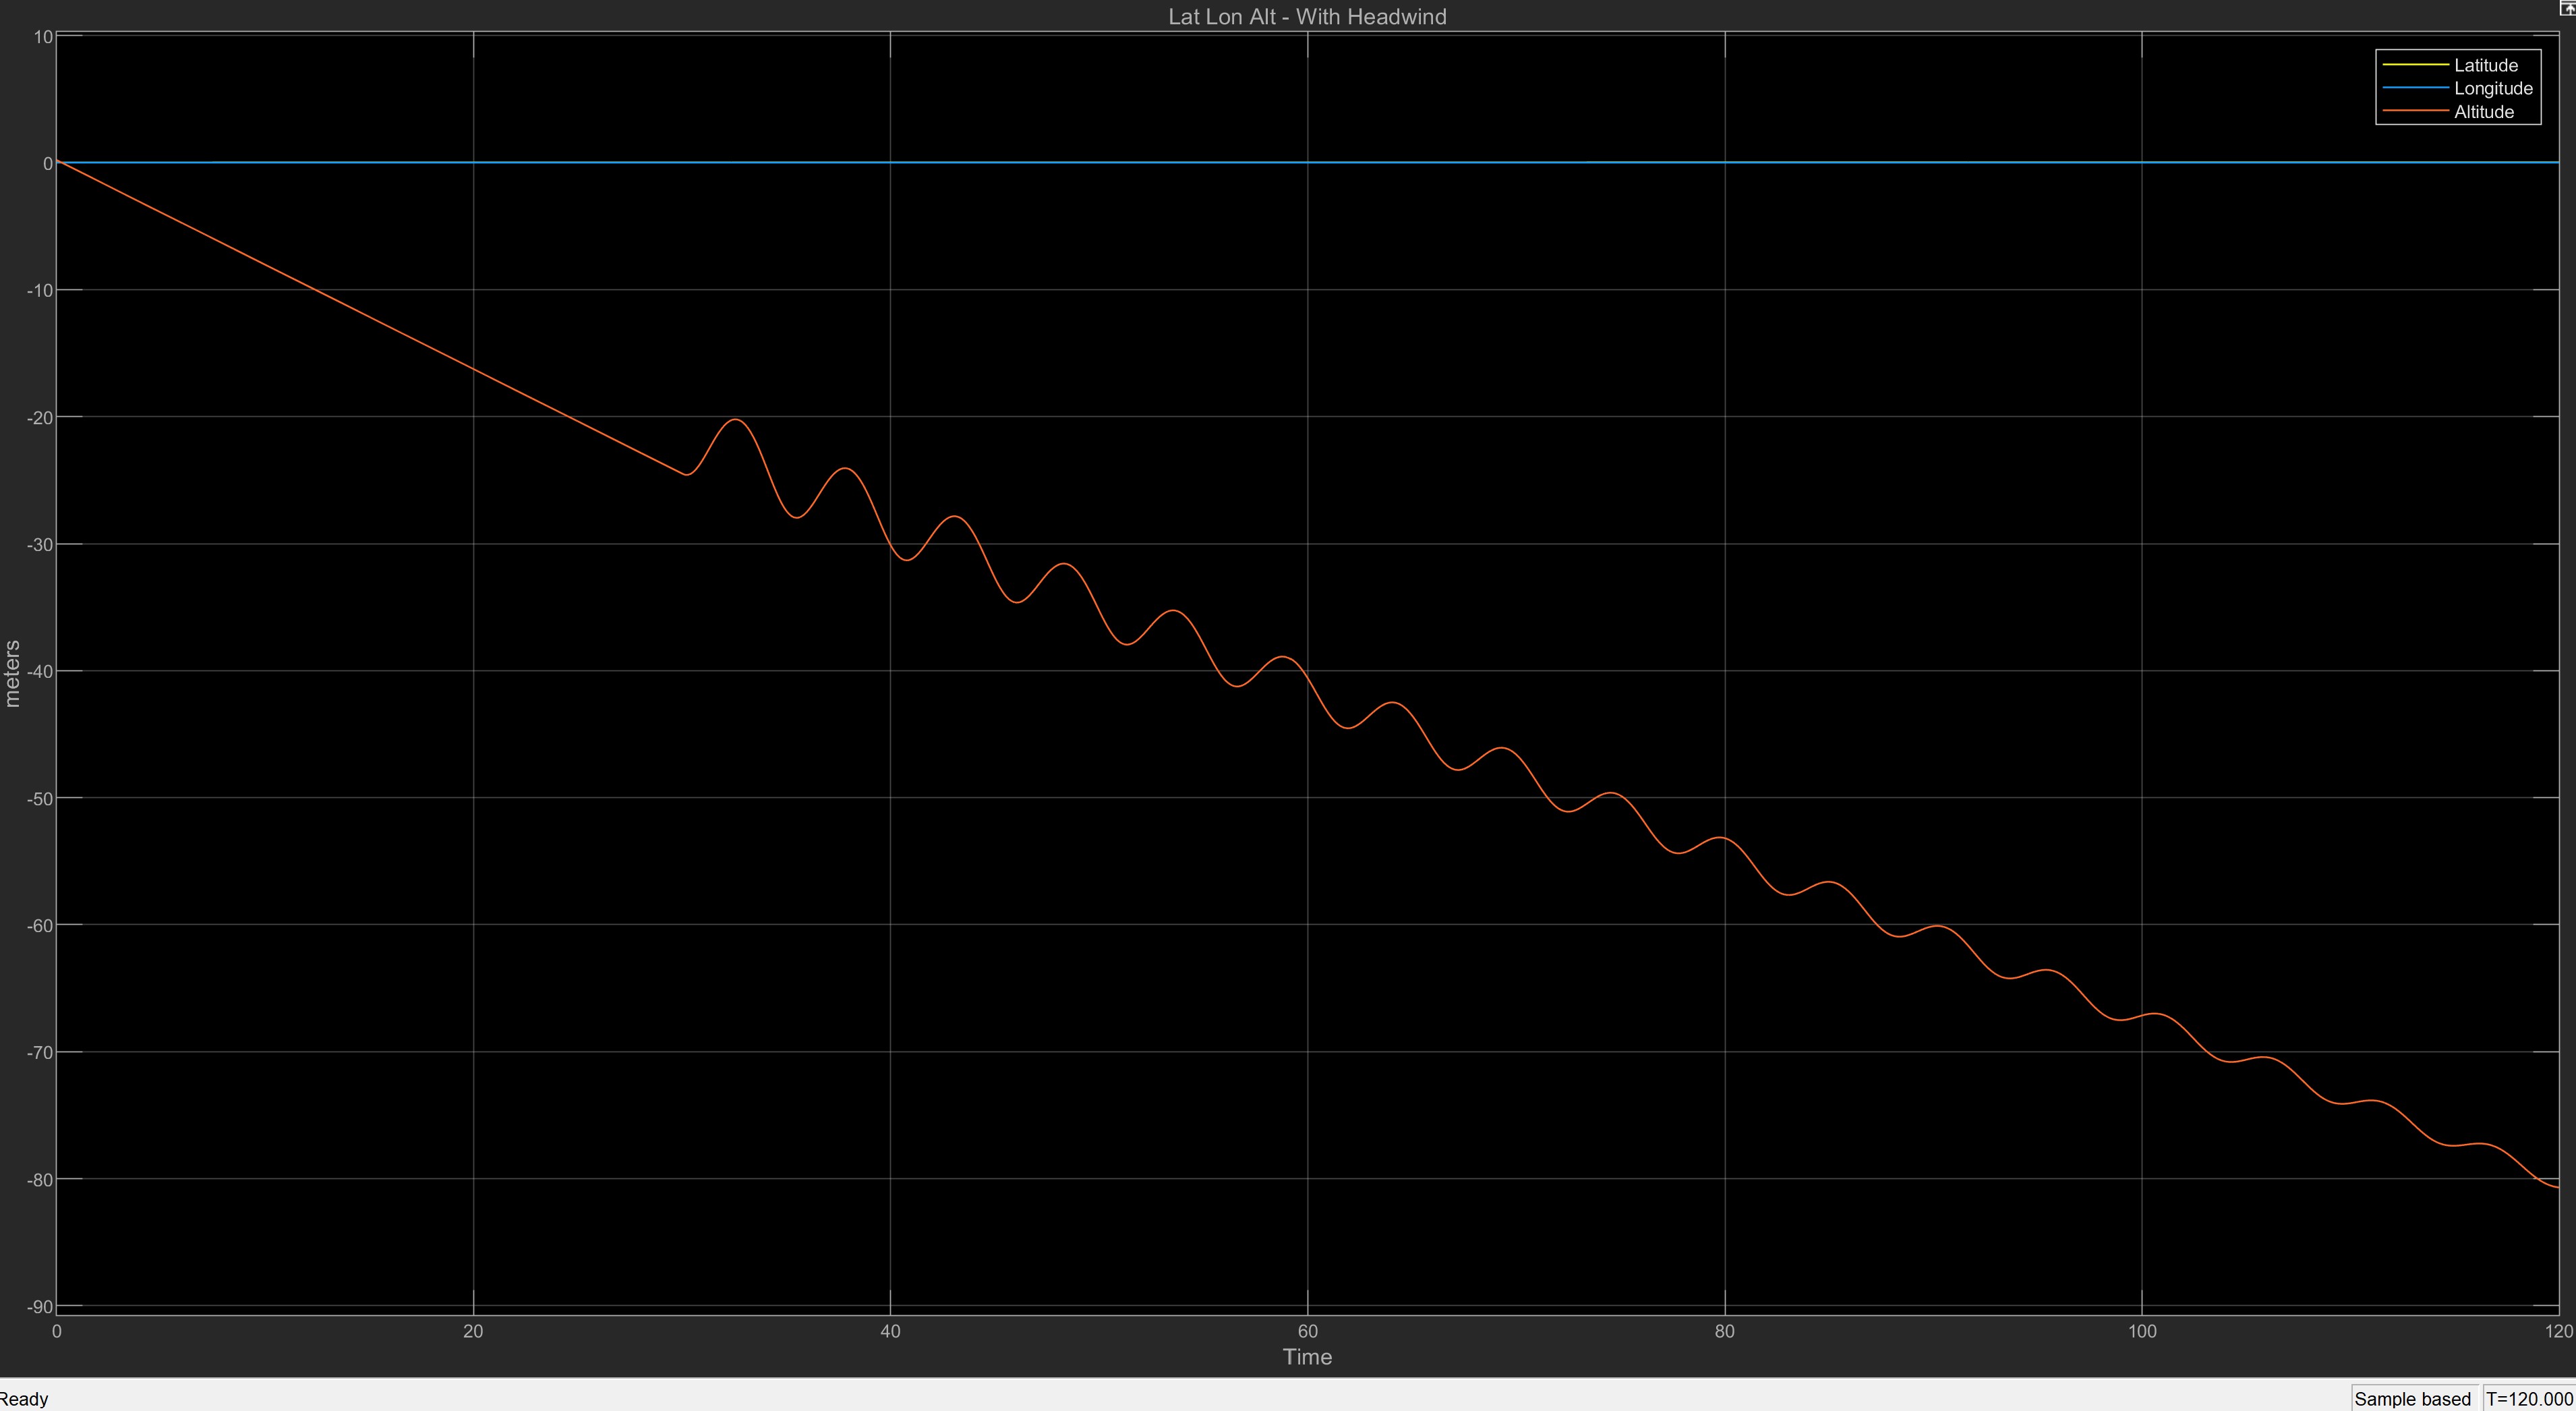 Lat Lon Alt - With Headwind
10
0
-10
-20
-30
-40
-50
-60
-70
-80
-90
meters
Latitude
Longitude
Altitude
0 20 40 60 80 100 120
Time
Ready
Sample based T=120.000